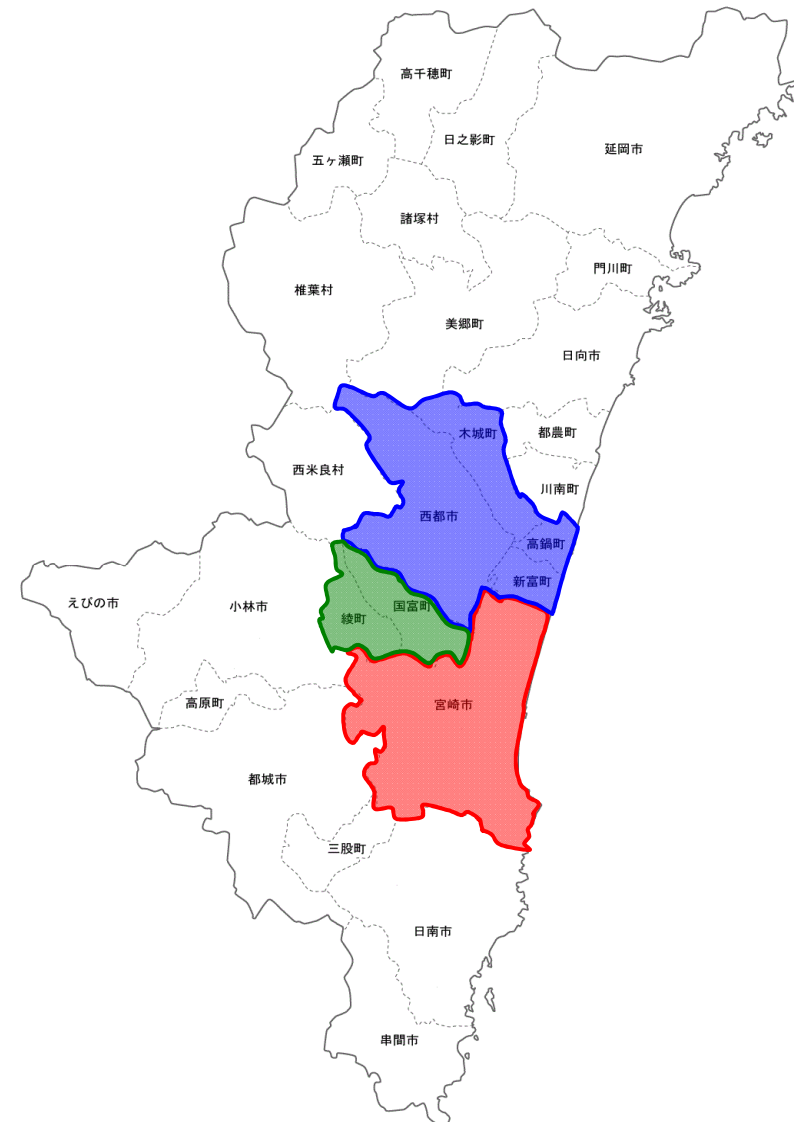 高千穂町
日之影町
延岡市
五ヶ瀬町
諸塚村
門川町
椎葉村
美郷町
日向市
木城町
都農町
西米良村
川南町
西都市
高鍋町
新富町
えびの市
小林市
国富町
綾町
高原町
宮崎市
都城市
三股町
日南市
串間市